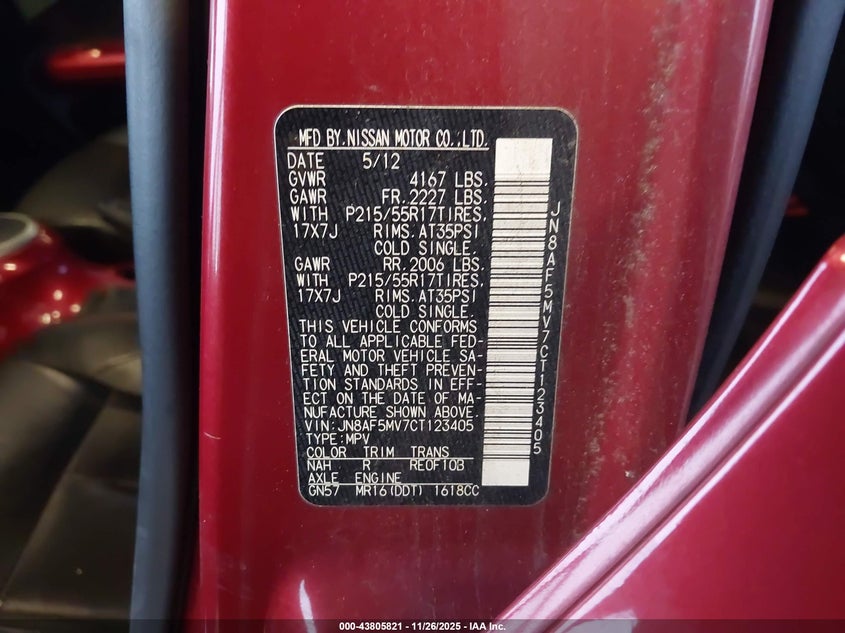 MFD BY.NISSAN MOTOR CO.,LTD.
DATE 5/12
GVWR 4167 LBS.
GAWR FR.2227 LBS.
WITH P215/55R17TIRES.
17X7J RIMS.AT35PSI
COLD SINGLE.
GAWR RR.2006 LBS.
WITH P215/55R17TIRES.
17X7J RIMS.AT35PSI
COLD SINGLE.
THIS VEHICLE CONFORMS
TO ALL APPLICABLE FED-
ERAL MOTOR VEHICLE SA-
FETY AND THEFT PREVEN-
TION STANDARDS IN EFF-
ECT ON THE DATE OF MA-
NUFACTURE SHOWN ABOVE.
VIN:JN8AF5MV7CT123405
TYPE:MPV
COLOR TRIM TRANS
NAH R RE0F10B
AXLE ENGINE
GN57 MR16(DDT) 1618CC
JN8AF5MV7CT123405
000-43805821 - 11/26/2025 - IAA Inc.